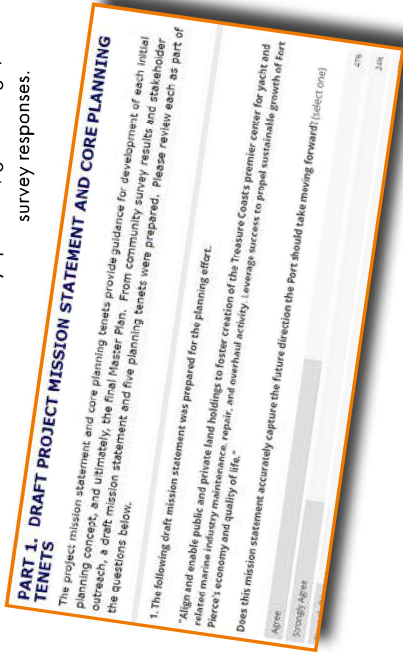 survey responses.
PART 1. DRAFT PROJECT MISSION STATEMENT AND CORE PLANNING
TENETS
The project mission statement and core planning tenets provide guidance for development of each initial
planning concept, and ultimately, the final Master Plan. From community survey results and stakeholder
outreach, a draft mission statement and five planning tenets were prepared. Please review each as part of
the questions below.
1. The following draft mission statement was prepared for the planning effort.
"Align and enable public and private land holdings to foster creation of the Treasure Coasts premier center for yacht and
related marine industry maintenance, repair, and overhaul activity. Leverage success to propel sustainable growth of Fort
Pierce's economy and quality of life."
Does this mission statement accurately capture the future direction the Port should take moving forward? (select one)
Agree
Strongly Agree
24%